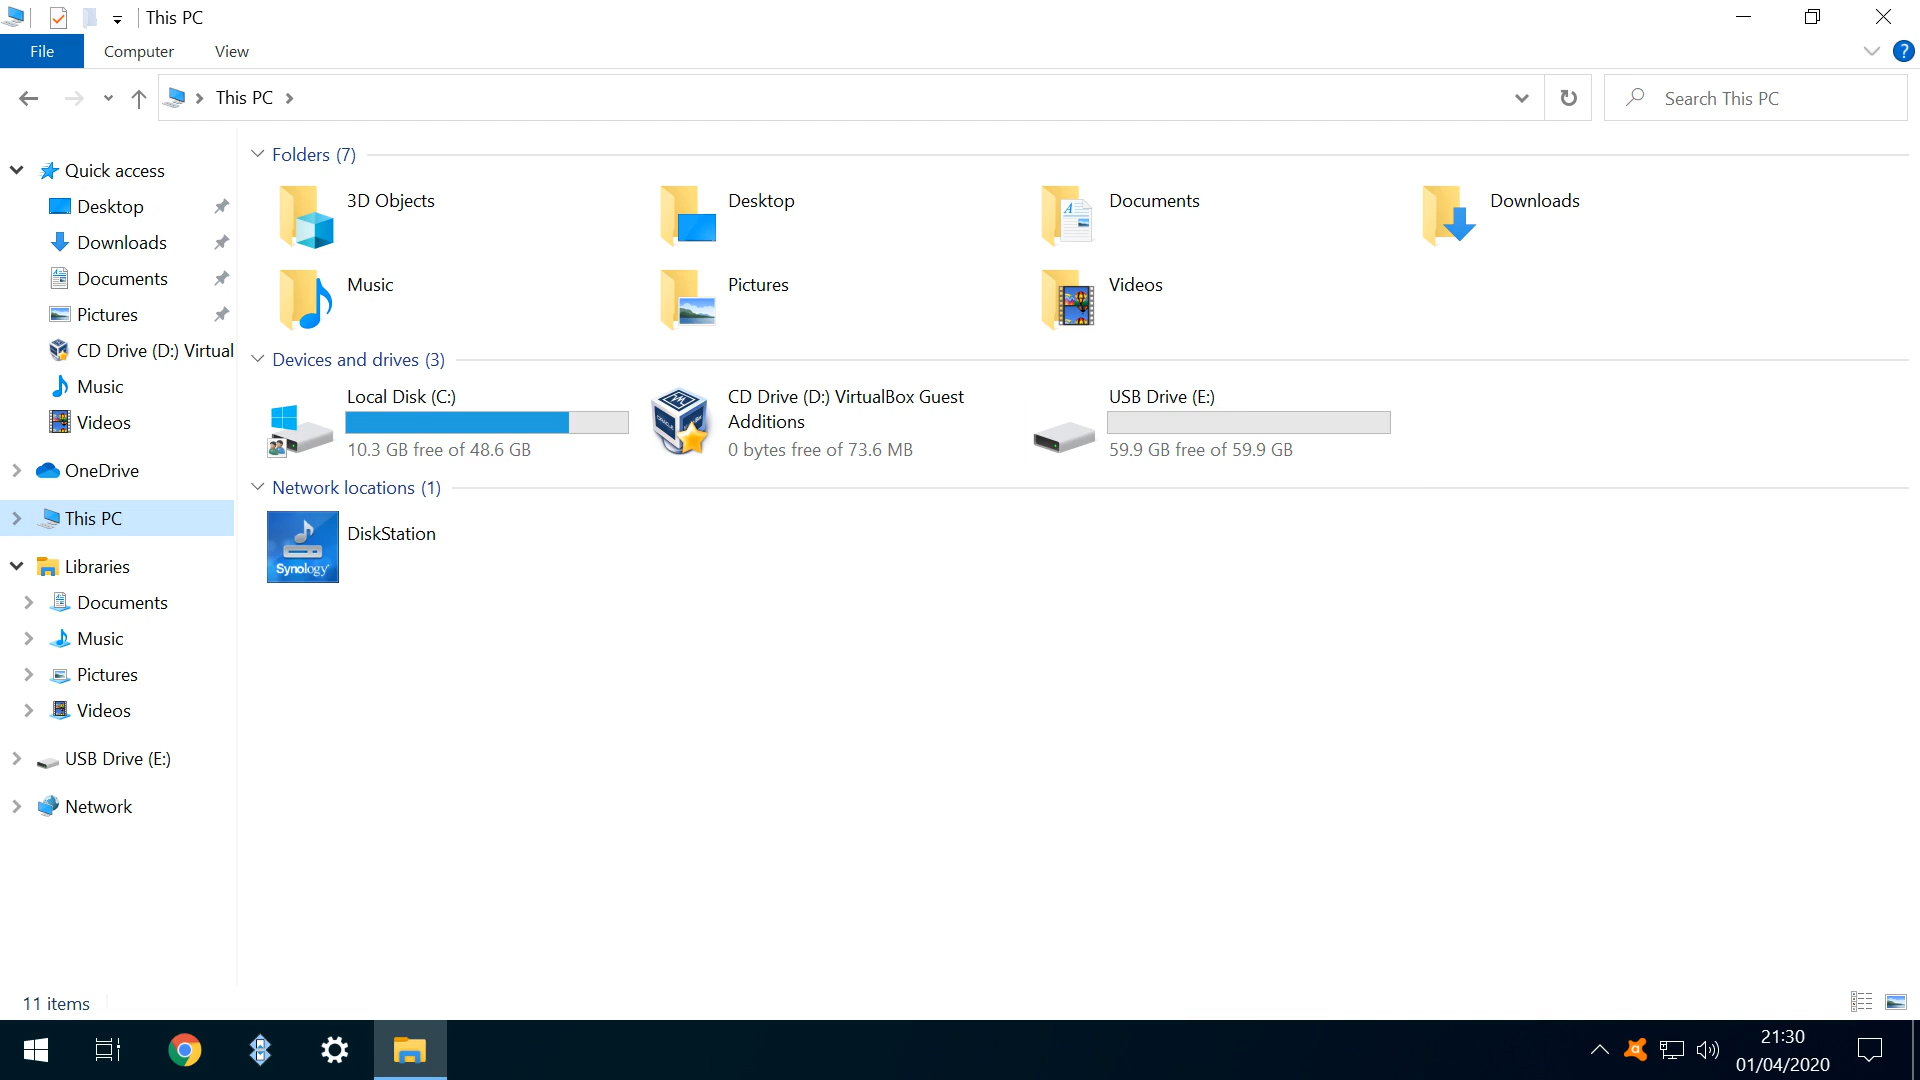 This PC
File Computer View ?
This PC
Search This PC
Quick access
Desktop
Downloads
Documents
Pictures
CD Drive (D:) Virtual
Music
Videos
OneDrive
This PC
Libraries
Documents
Music
Pictures
Videos
USB Drive (E:)
Network
Folders (7)
3D Objects
Desktop
Documents
Downloads
Music
Pictures
Videos
Devices and drives (3)
Local Disk (C:)
10.3 GB free of 48.6 GB
CD Drive (D:) VirtualBox Guest
Additions
0 bytes free of 73.6 MB
USB Drive (E:)
59.9 GB free of 59.9 GB
Network locations (1)
DiskStation
Synology
11 items
21:30
01/04/2020